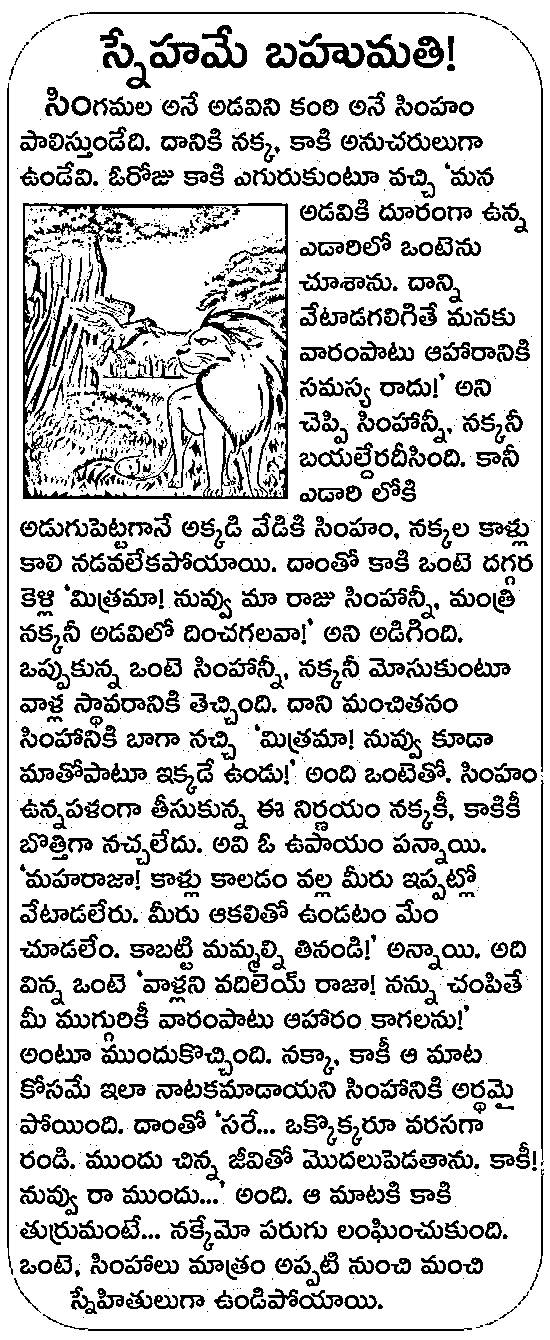 స్నేహమే బహుమతి!
సింగమల అనే అడవిని కంఠి అనే సింహం
పాలిస్తుండేది. దానికి నక్క, కాకి అనుచరులుగా
ఉండేవి. ఓరోజు కాకి ఎగురుకుంటూ వచ్చి ‘మన
అడవికి దూరంగా ఉన్న
ఎడారిలో ఒంటెను
చూశాను. దాన్ని
వేటాడగలిగితే మనకు
వారంపాటు ఆహారానికి
సమస్య రాదు!’ అని
చెప్పి సింహాన్నీ, నక్కనీ
బయల్దేరదీసింది. కానీ
ఎడారి లోకి
అడుగుపెట్టగానే అక్కడి వేడికి సింహం, నక్కల కాళ్లు
కాలి నడవలేకపోయాయి. దాంతో కాకి ఒంటె దగ్గర
కెళ్లి ‘మిత్రమా! నువ్వు మా రాజు సింహాన్నీ, మంత్రి
నక్కనీ అడవిలో దించగలవా!’ అని అడిగింది.
ఒప్పుకున్న ఒంటె సింహాన్నీ, నక్కనీ మోసుకుంటూ
వాళ్ల స్థావరానికి తెచ్చింది. దాని మంచితనం
సింహానికి బాగా నచ్చి ‘మిత్రమా! నువ్వు కూడా
మాతోపాటూ ఇక్కడే ఉండు!’ అంది ఒంటెతో. సింహం
ఉన్నపళంగా తీసుకున్న ఈ నిర్ణయం నక్కకీ, కాకికీ
బొత్తిగా నచ్చలేదు. అవి ఓ ఉపాయం పన్నాయి.
‘మహరాజా! కాళ్లు కాలడం వల్ల మీరు ఇప్పట్లో
వేటాడలేరు. మీరు ఆకలితో ఉండటం మేం
చూడలేం. కాబట్టి మమ్మల్ని తినండి!’ అన్నాయి. అది
విన్న ఒంటె ‘వాళ్లని వదిలెయ్ రాజా! నన్ను చంపితే
మీ ముగ్గురికీ వారంపాటు ఆహారం కాగలను!’
అంటూ ముందుకొచ్చింది. నక్కా, కాకీ ఆ మాట
కోసమే ఇలా నాటకమాడాయని సింహానికి అర్థమై
పోయింది. దాంతో ‘సరే... ఒక్కొక్కరూ వరసగా
రండి. ముందు చిన్న జీవితో మొదలుపెడతాను. కాకీ!
నువ్వు రా ముందు...’ అంది. ఆ మాటకి కాకి
తుర్రుమంటే... నక్కేమో పరుగు లంఘించుకుంది.
ఒంటె, సింహాలు మాత్రం అప్పటి నుంచి మంచి
స్నేహితులుగా ఉండిపోయాయి.